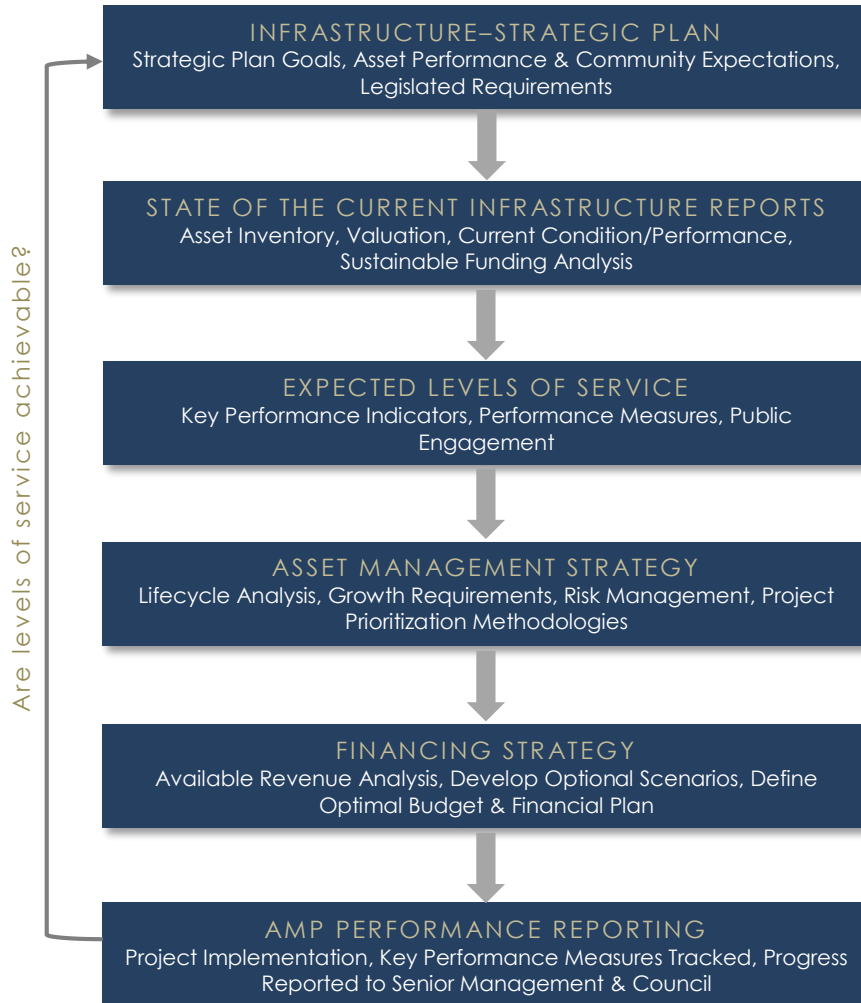 INFRASTRUCTURE–STRATEGIC PLAN
Strategic Plan Goals, Asset Performance & Community Expectations,
Legislated Requirements
STATE OF THE CURRENT INFRASTRUCTURE REPORTS
Asset Inventory, Valuation, Current Condition/Performance,
Sustainable Funding Analysis
EXPECTED LEVELS OF SERVICE
Key Performance Indicators, Performance Measures, Public
Engagement
ASSET MANAGEMENT STRATEGY
Lifecycle Analysis, Growth Requirements, Risk Management, Project
Prioritization Methodologies
FINANCING STRATEGY
Available Revenue Analysis, Develop Optional Scenarios, Define
Optimal Budget & Financial Plan
AMP PERFORMANCE REPORTING
Project Implementation, Key Performance Measures Tracked, Progress
Reported to Senior Management & Council
Are levels of service achievable?